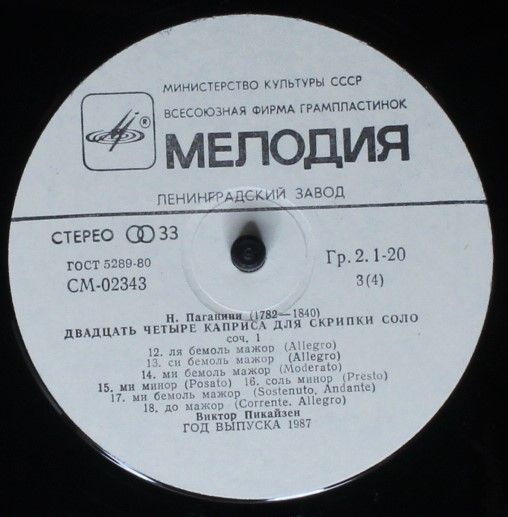 МИНИСТЕРСТВО КУЛЬТУРЫ СССР
ВСЕСОЮЗНАЯ ФИРМА ГРАМПЛАСТИНОК
® МЕЛОДИЯ
ЛЕНИНГРАДСКИЙ ЗАВОД
СТЕРЕО 33
ГОСТ 5289-80
Гр. 2. 1-20
СМ-02343
3(4)
Н. Паганини (1782—1840)
ДВАДЦАТЬ ЧЕТЫРЕ КАПРИСА ДЛЯ СКРИПКИ СОЛО
соч. 1
12. ля бемоль мажор (Allegro)
13. си бемоль мажор (Allegro)
14. ми бемоль мажор (Moderato)
15. ми минор (Posato) 16. соль минор (Presto)
17. ми бемоль мажор (Sostenuto, Andante)
18. до мажор (Corrente. Allegro)
Виктор Пикайзен
ГОД ВЫПУСКА 1987